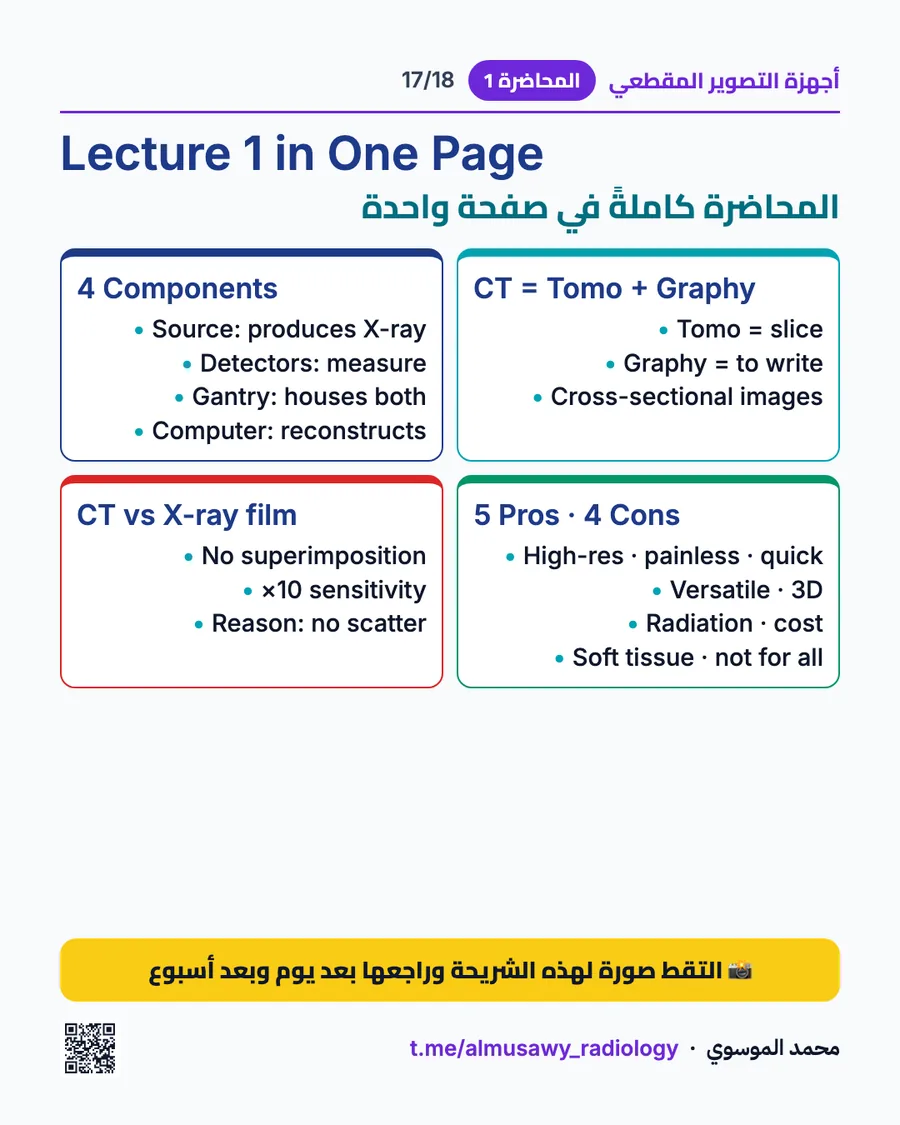 أجهزة التصوير المقطعي المحاضرة 1 17/18
Lecture 1 in One Page
المحاضرة كاملةً في صفحة واحدة
4 Components
• Source: produces X-ray
• Detectors: measure
• Gantry: houses both
• Computer: reconstructs
CT = Tomo + Graphy
• Tomo = slice
• Graphy = to write
• Cross-sectional images
CT vs X-ray film
• No superimposition
• ×10 sensitivity
• Reason: no scatter
5 Pros · 4 Cons
• High-res · painless · quick
• Versatile · 3D
• Radiation · cost
• Soft tissue · not for all
📸 التقط صورة لهذه الشريحة وراجعها بعد يوم وبعد أسبوع
محمد الموسوي · t.me/almusawy_radiology